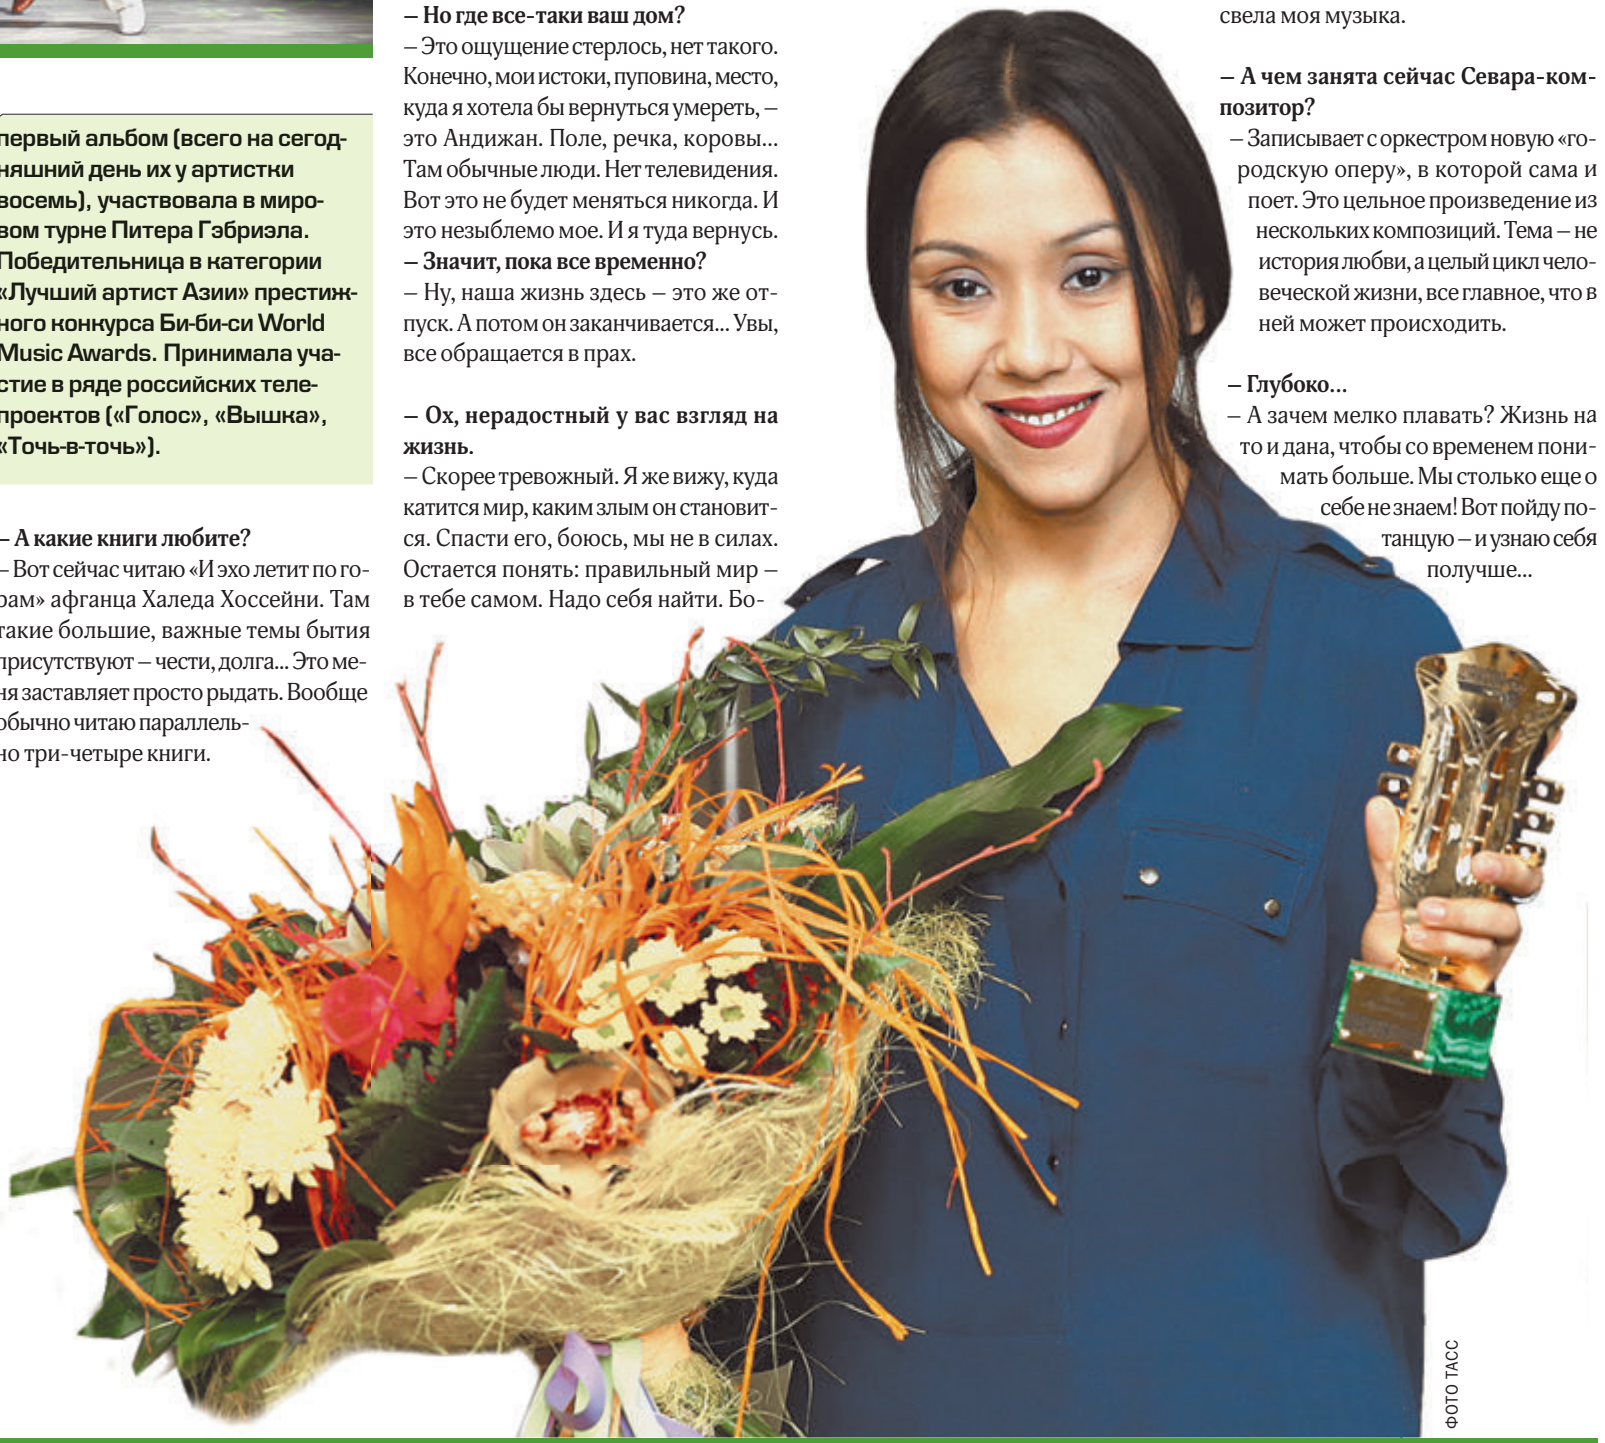 первый альбом (всего на сегод-
няшний день их у артистки
восемь), участвовала в миро-
вом турне Питера Гэбриэла.
Победительница в категории
«Лучший артист Азии» престиж-
ного конкурса Би-би-си World
Music Awards. Принимала уча-
стие в ряде российских теле-
проектов («Голос», «Вышка»,
«Точь-в-точь»).
– А какие книги любите?
– Вот сейчас читаю «И эхо летит по го-
рам» афганца Халеда Хоссейни. Там
такие большие, важные темы бытия
присутствуют – чести, долга... Это ме-
ня заставляет просто рыдать. Вообще
обычно читаю параллель-
но три-четыре книги.
– Но где все-таки ваш дом?
– Это ощущение стерлось, нет такого.
Конечно, мои истоки, пуповина, место,
куда я хотела бы вернуться умереть, –
это Андижан. Поле, речка, коровы...
Там обычные люди. Нет телевидения.
Вот это не будет меняться никогда. И
это незыблемо мое. И я туда вернусь.
– Значит, пока все временно?
– Ну, наша жизнь здесь – это же от-
пуск. А потом он заканчивается... Увы,
все обращается в прах.
– Ох, нерадостный у вас взгляд на
жизнь.
– Скорее тревожный. Я же вижу, куда
катится мир, каким злым он становит-
ся. Спасти его, боюсь, мы не в силах.
Остается понять: правильный мир –
в тебе самом. Надо себя найти. Бо-
свела моя музыка.
– А чем занята сейчас Севара-ком-
позитор?
– Записывает с оркестром новую «го-
родскую оперу», в которой сама и
поет. Это цельное произведение из
нескольких композиций. Тема – не
история любви, а целый цикл чело-
веческой жизни, все главное, что в
ней может происходить.
– Глубоко...
– А зачем мелко плавать? Жизнь на
то и дана, чтобы со временем пони-
мать больше. Мы столько еще о
себе не знаем! Вот пойду по-
танцую – и узнаю себя
получше...
ФОТО ТАСС